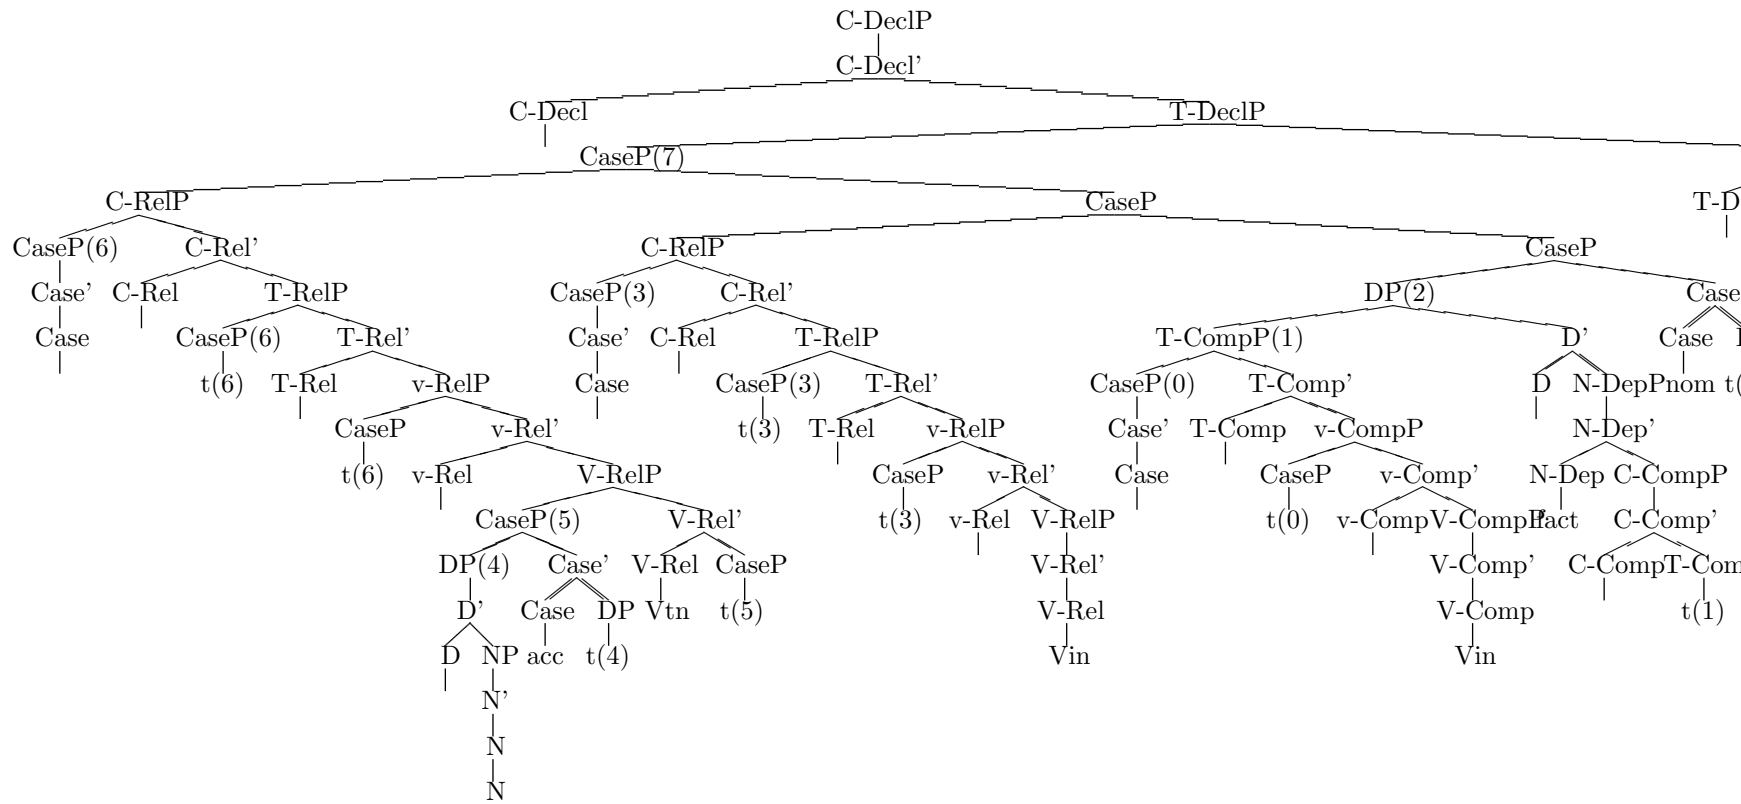 C-DeclP
C-Decl'
C-Decl T-DeclP
CaseP(7)
C-RelP CaseP T-D
CaseP(6) C-Rel' C-RelP CaseP
Case' C-Rel T-RelP CaseP(3) C-Rel' DP(2) Case
Case CaseP(6) T-Rel' Case' C-Rel T-RelP T-CompP(1) D' Case
t(6) T-Rel v-RelP Case CaseP(3) T-Rel' CaseP(0) T-Comp' D N-DepP nom t(
CaseP v-Rel' t(3) T-Rel v-RelP Case' T-Comp v-CompP N-Dep'
t(6) v-Rel V-RelP CaseP v-Rel' Case CaseP v-Comp' N-Dep C-CompP
CaseP(5) V-Rel' t(3) v-Rel V-RelP t(0) v-Comp V-CompP fact C-Comp'
DP(4) Case' V-Rel CaseP V-Rel' V-Comp' C-Comp T-Com
D' Case DP Vtn t(5) V-Rel V-Comp t(1)
D NP acc t(4) Vin Vin
N'
N
N